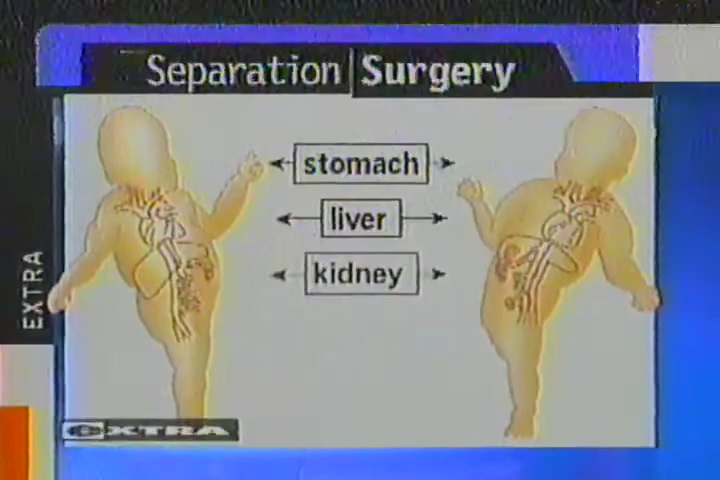 Separation Surgery
stomach
liver
kidney
EXTRA
EXTRA